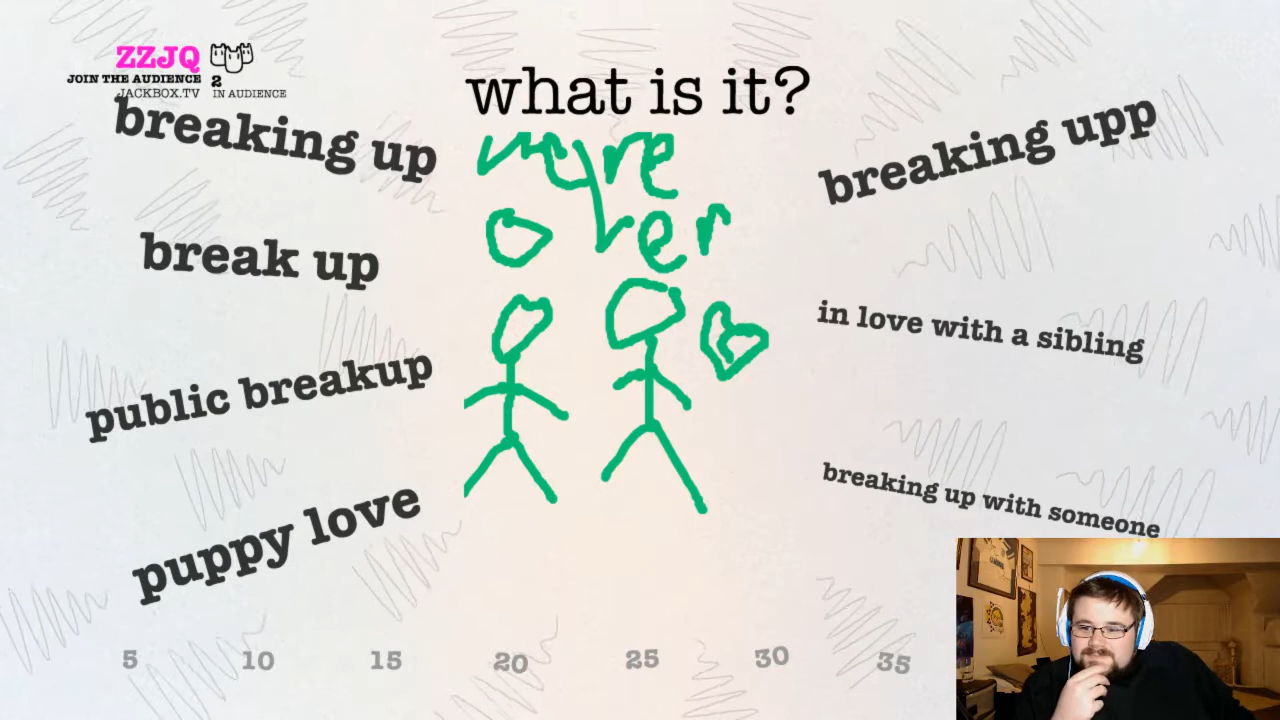 ZZJQ
JOIN THE AUDIENCE 2
JACKBOX.TV IN AUDIENCE
what is it?
breaking up
breaking upp
we're
over
break up
in love with a sibling
public breakup
breaking up with someone
puppy love
5 10 15 20 25 30 35